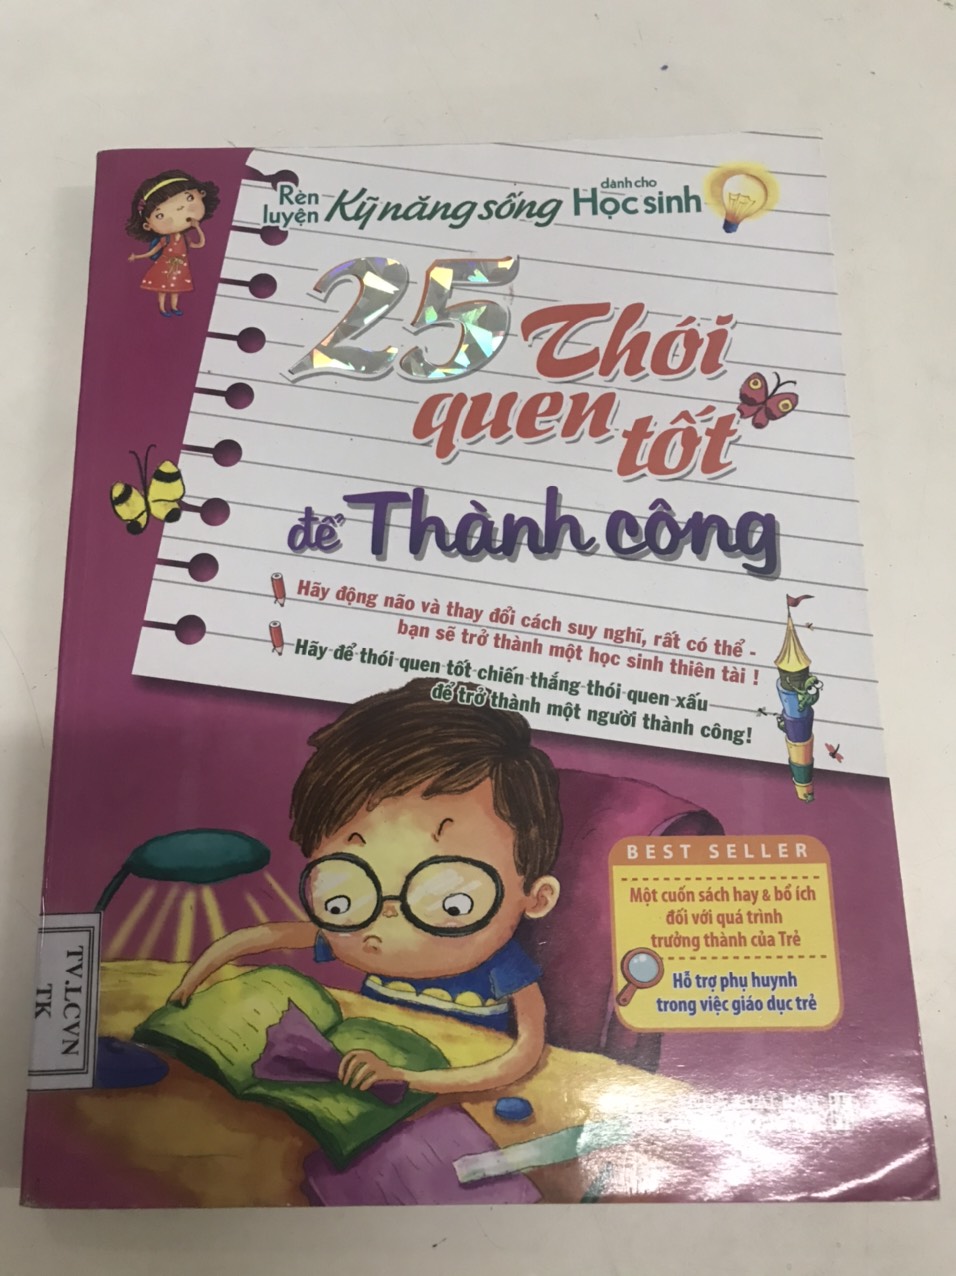 Rèn luyện Kỹ năng sống dành cho Học sinh
25 Thói
quen tốt
để Thành công
Hãy động não và thay đổi cách suy nghĩ, rất có thể -
bạn sẽ trở thành một học sinh thiên tài !
Hãy để thói quen tốt chiến thắng thói quen xấu
để trở thành một người thành công!
BEST SELLER
Một cuốn sách hay & bổ ích
đối với quá trình
trưởng thành của Trẻ
Hỗ trợ phụ huynh
trong việc giáo dục trẻ
TV.LCVN
TK